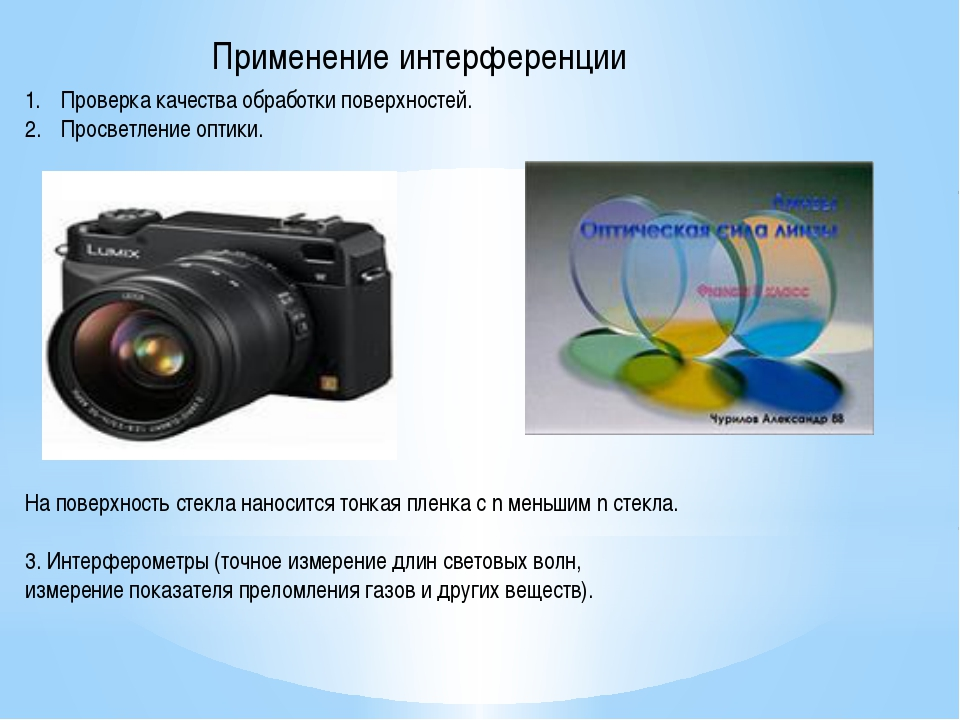 Применение интерференции
1. Проверка качества обработки поверхностей.
2. Просветление оптики.
LUMIX
LEICA
Линзы
Оптическая сила линзы
Физика 8 класс
Чурилов Александр 8В
На поверхность стекла наносится тонкая пленка с n меньшим n стекла.
3. Интерферометры (точное измерение длин световых волн,
измерение показателя преломления газов и других веществ).